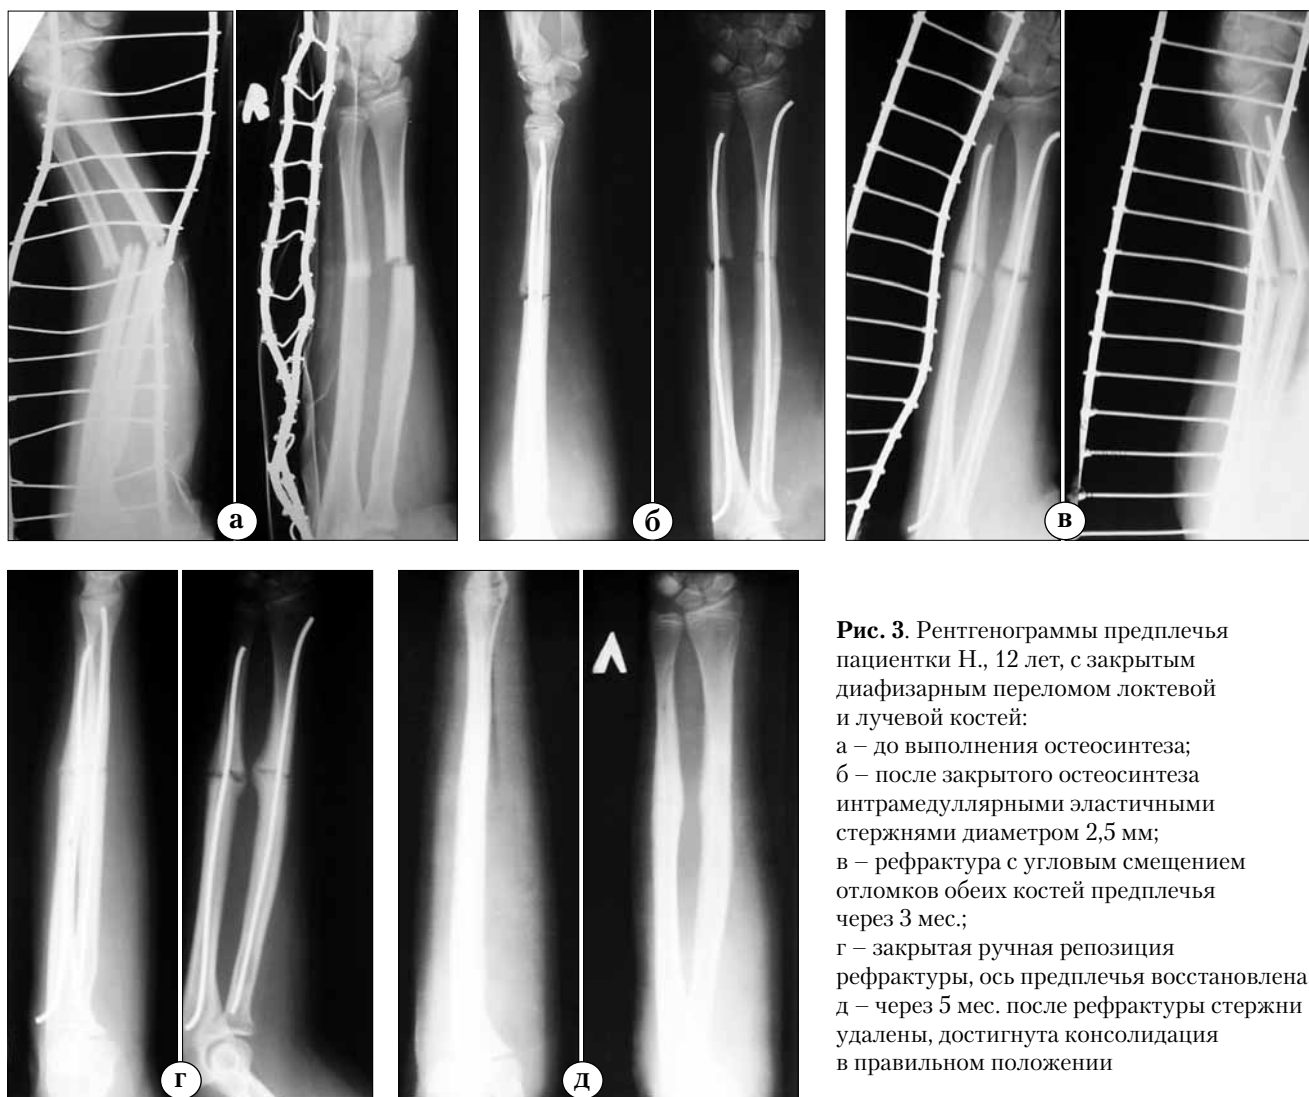 R
а
б
в
Л
г
д
Рис. 3. Рентгенограммы предплечья
пациентки Н., 12 лет, с закрытым
диафизарным переломом локтевой
и лучевой костей:
а – до выполнения остеосинтеза;
б – после закрытого остеосинтеза
интрамедуллярными эластичными
стержнями диаметром 2,5 мм;
в – рефрактура с угловым смещением
отломков обеих костей предплечья
через 3 мес.;
г – закрытая ручная репозиция
рефрактуры, ось предплечья восстановлена
д – через 5 мес. после рефрактуры стержни
удалены, достигнута консолидация
в правильном положении